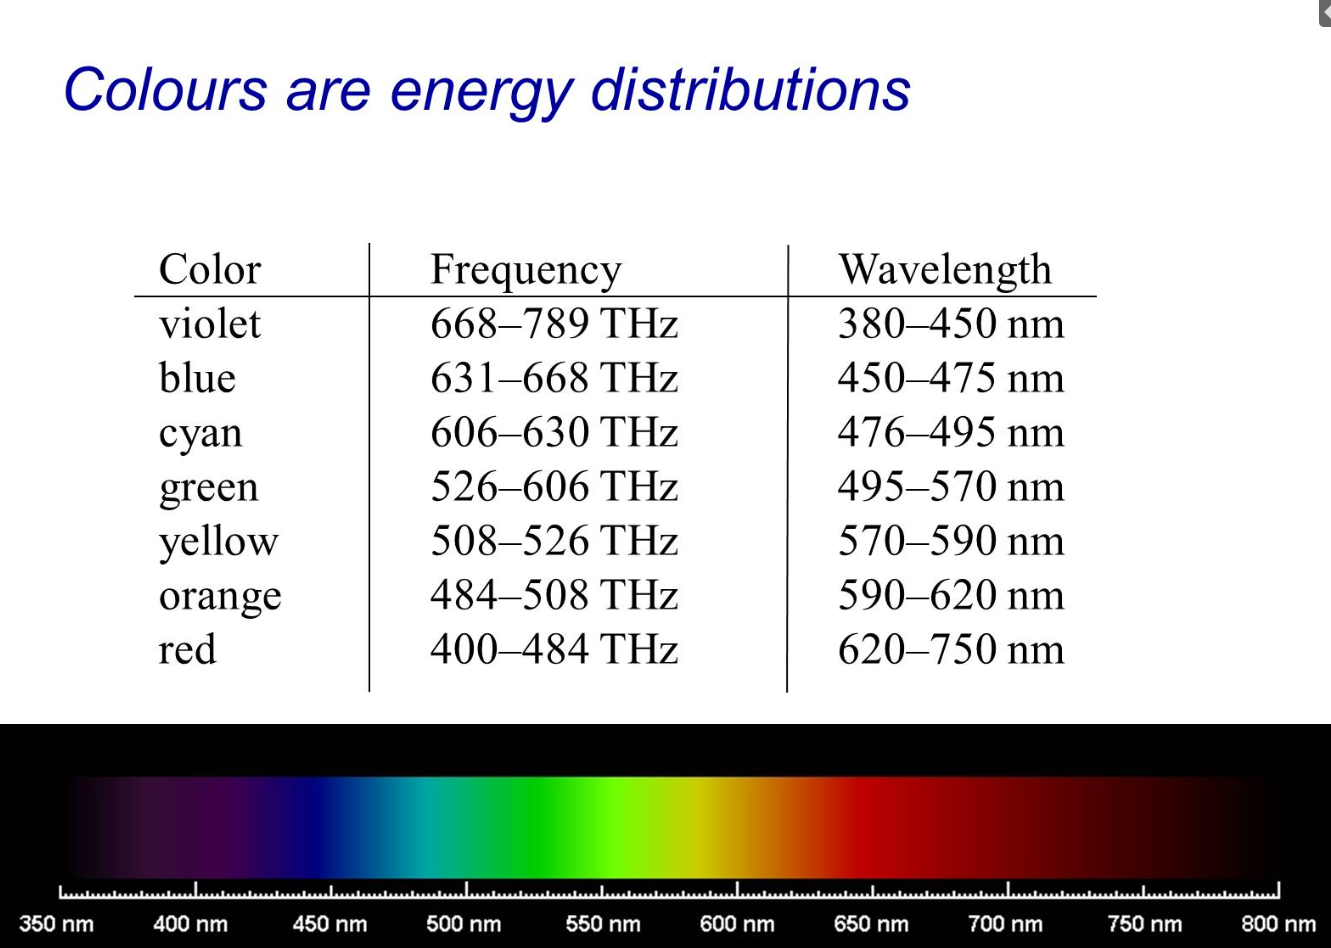 Colours are energy distributions
Color Frequency Wavelength
violet 668–789 THz 380–450 nm
blue 631–668 THz 450–475 nm
cyan 606–630 THz 476–495 nm
green 526–606 THz 495–570 nm
yellow 508–526 THz 570–590 nm
orange 484–508 THz 590–620 nm
red 400–484 THz 620–750 nm
350 nm 400 nm 450 nm 500 nm 550 nm 600 nm 650 nm 700 nm 750 nm 800 nm